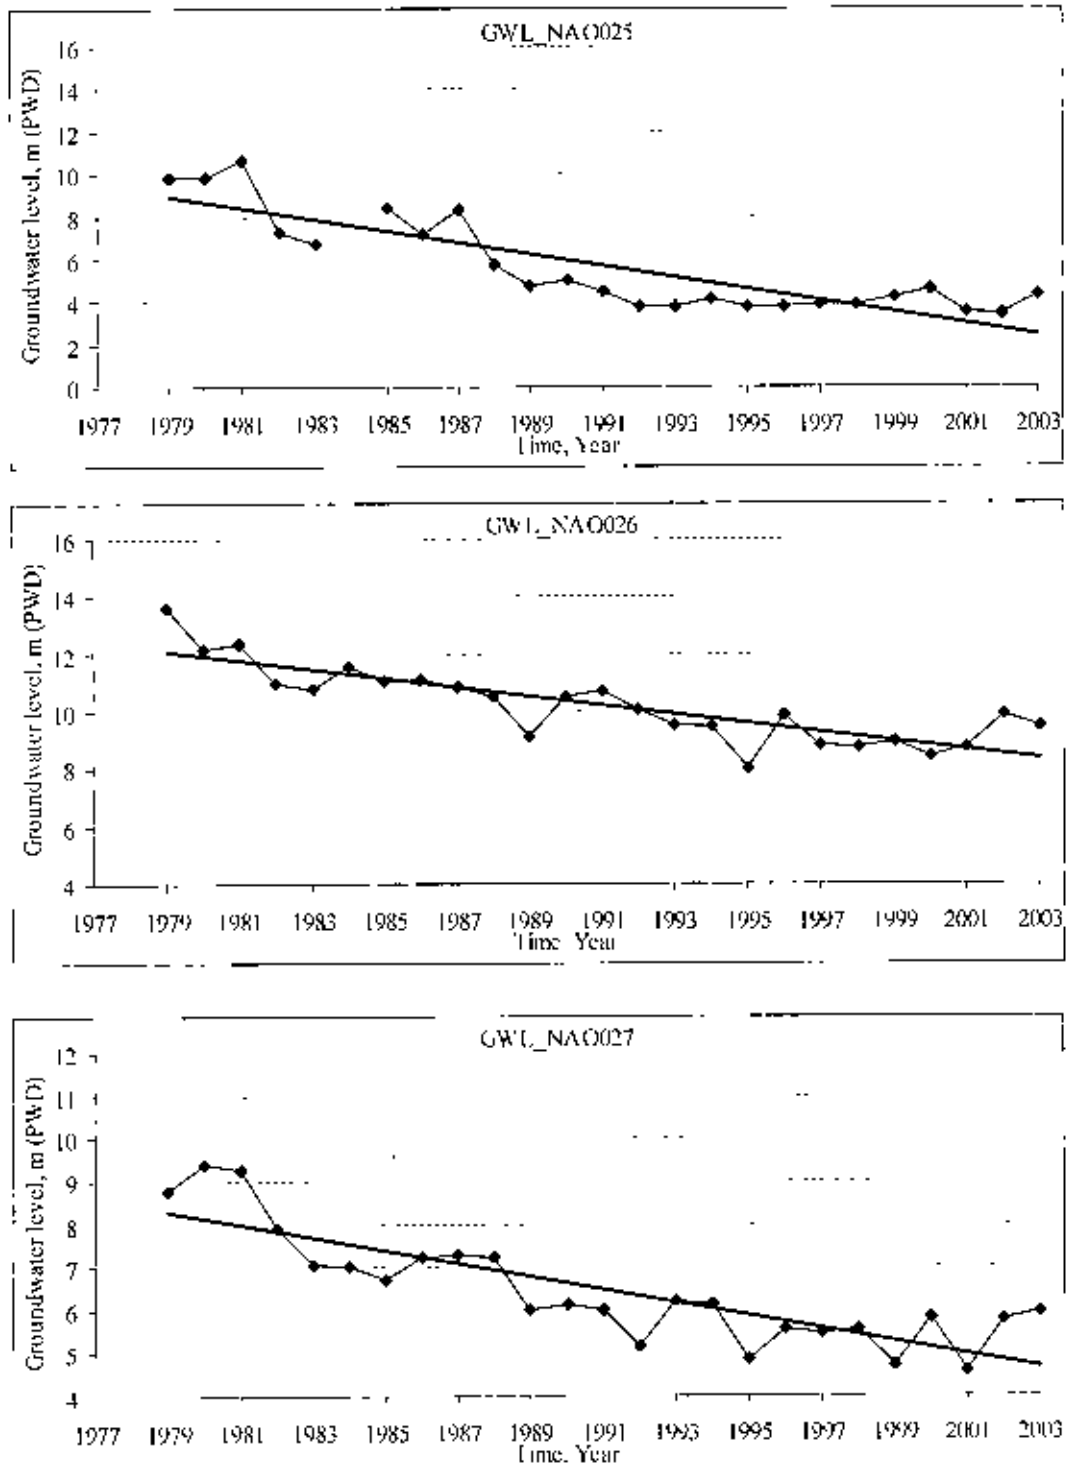 GWL_NAO025
Groundwater level, m (PWD)
16
14
12
10
8
6
4
2
0
1977 1979 1981 1983 1985 1987 1989 1991 1993 1995 1997 1999 2001 2003
Time, Year
GWL_NAO026
Groundwater level, m (PWD)
16
14
12
10
8
6
4
1977 1979 1981 1983 1985 1987 1989 1991 1993 1995 1997 1999 2001 2003
Time, Year
GWL_NAO027
Groundwater level, m (PWD)
12
11
10
9
8
7
6
5
4
1977 1979 1981 1983 1985 1987 1989 1991 1993 1995 1997 1999 2001 2003
Time, Year